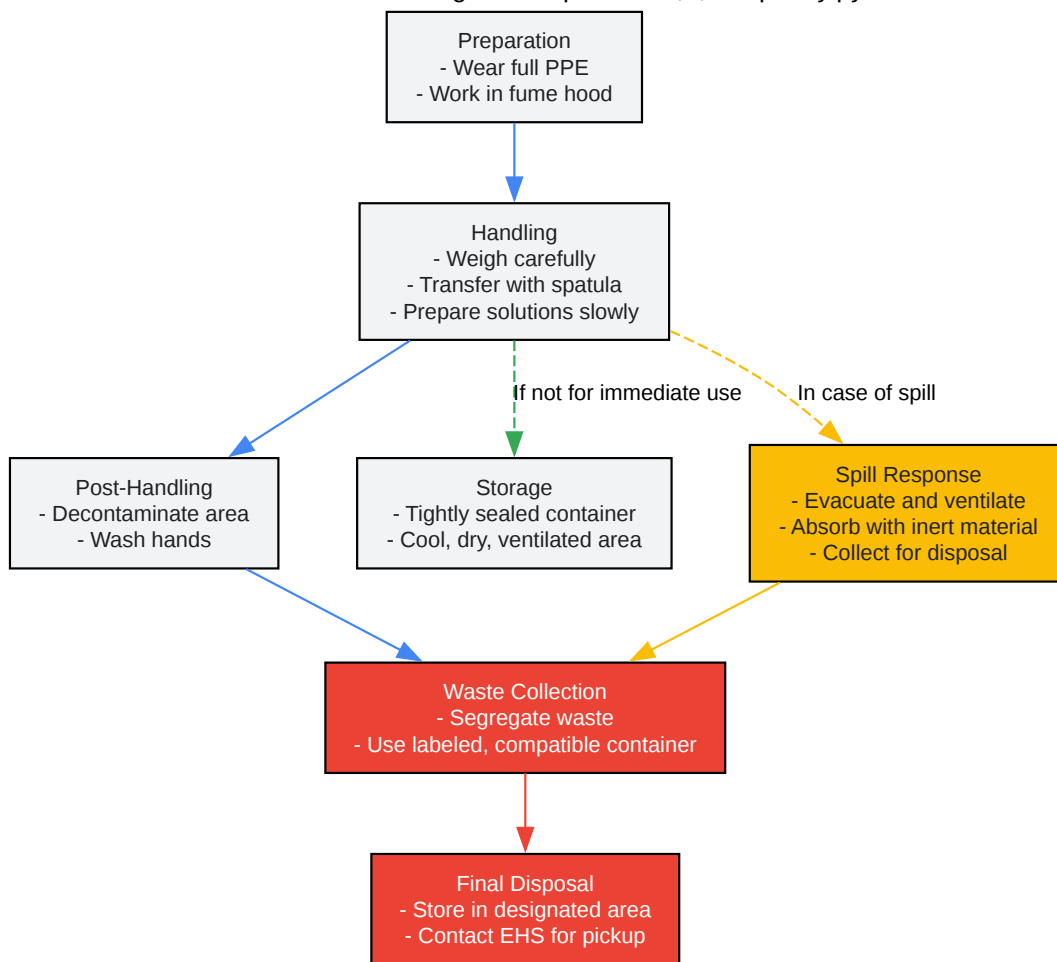 Preparation
- Wear full PPE
- Work in fume hood
Handling
- Weigh carefully
- Transfer with spatula
- Prepare solutions slowly
If not for immediate use
In case of spill
Post-Handling
- Decontaminate area
- Wash hands
Storage
- Tightly sealed container
- Cool, dry, ventilated area
Spill Response
- Evacuate and ventilate
- Absorb with inert material
- Collect for disposal
Waste Collection
- Segregate waste
- Use labeled, compatible container
Final Disposal
- Store in designated area
- Contact EHS for pickup